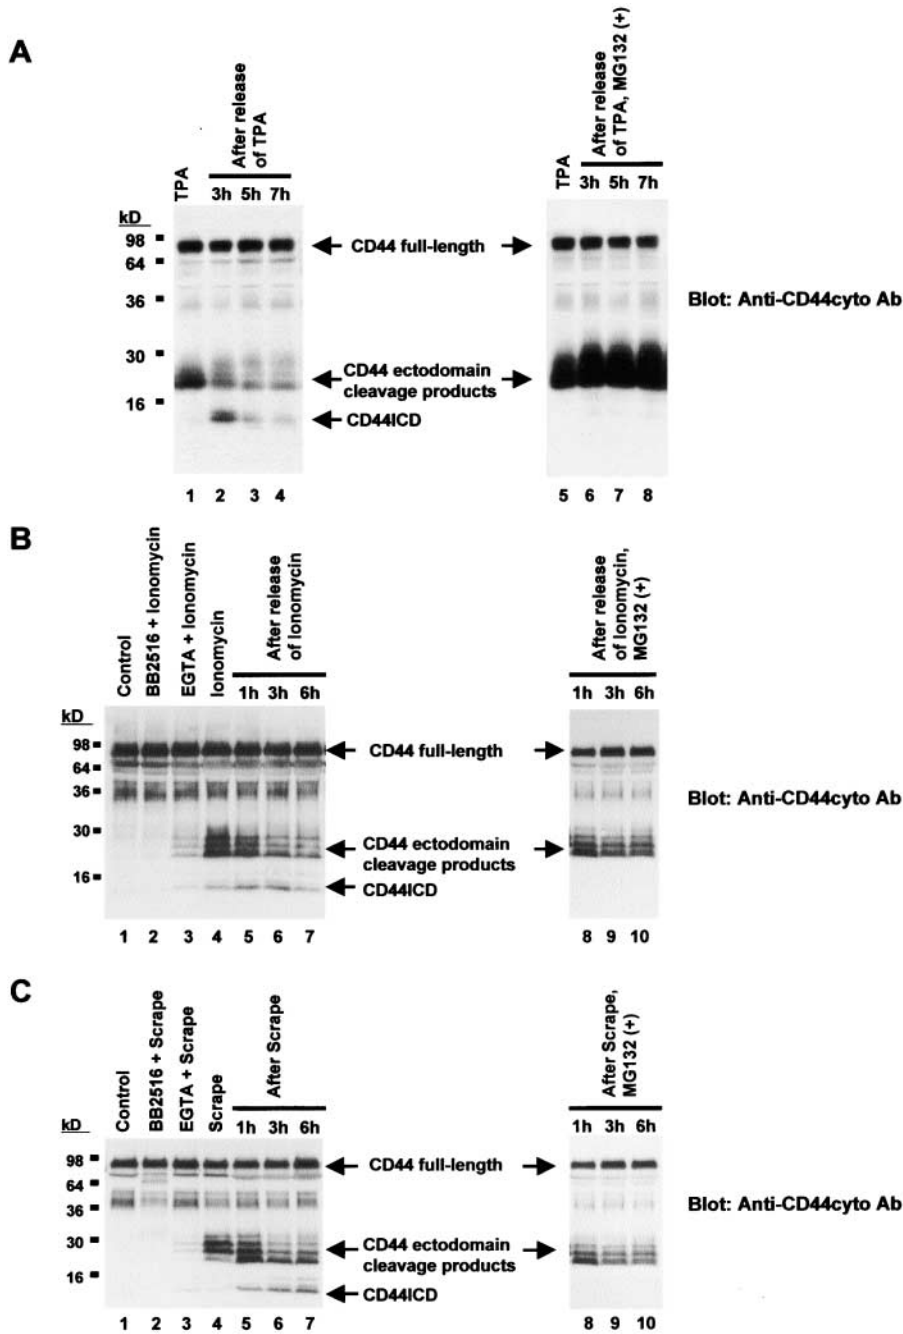 A
After release
of TPA
After release
of TPA, MG132 (+)
TPA
3h 5h 7h
TPA
3h 5h 7h
kD
98
64
36
30
16
CD44 full-length
Blot: Anti-CD44cyto Ab
CD44 ectodomain
cleavage products
CD44ICD
1 2 3 4
5 6 7 8
B
Control
BB2516 + Ionomycin
EGTA + Ionomycin
Ionomycin
After release
of Ionomycin
1h 3h 6h
After release
of Ionomycin,
MG132 (+)
1h 3h 6h
kD
98
64
36
30
16
CD44 full-length
Blot: Anti-CD44cyto Ab
CD44 ectodomain
cleavage products
CD44ICD
1 2 3 4 5 6 7
8 9 10
C
Control
BB2516 + Scrape
EGTA + Scrape
Scrape
After Scrape
1h 3h 6h
After Scrape,
MG132 (+)
1h 3h 6h
kD
98
64
36
30
16
CD44 full-length
Blot: Anti-CD44cyto Ab
CD44 ectodomain
cleavage products
CD44ICD
1 2 3 4 5 6 7
8 9 10